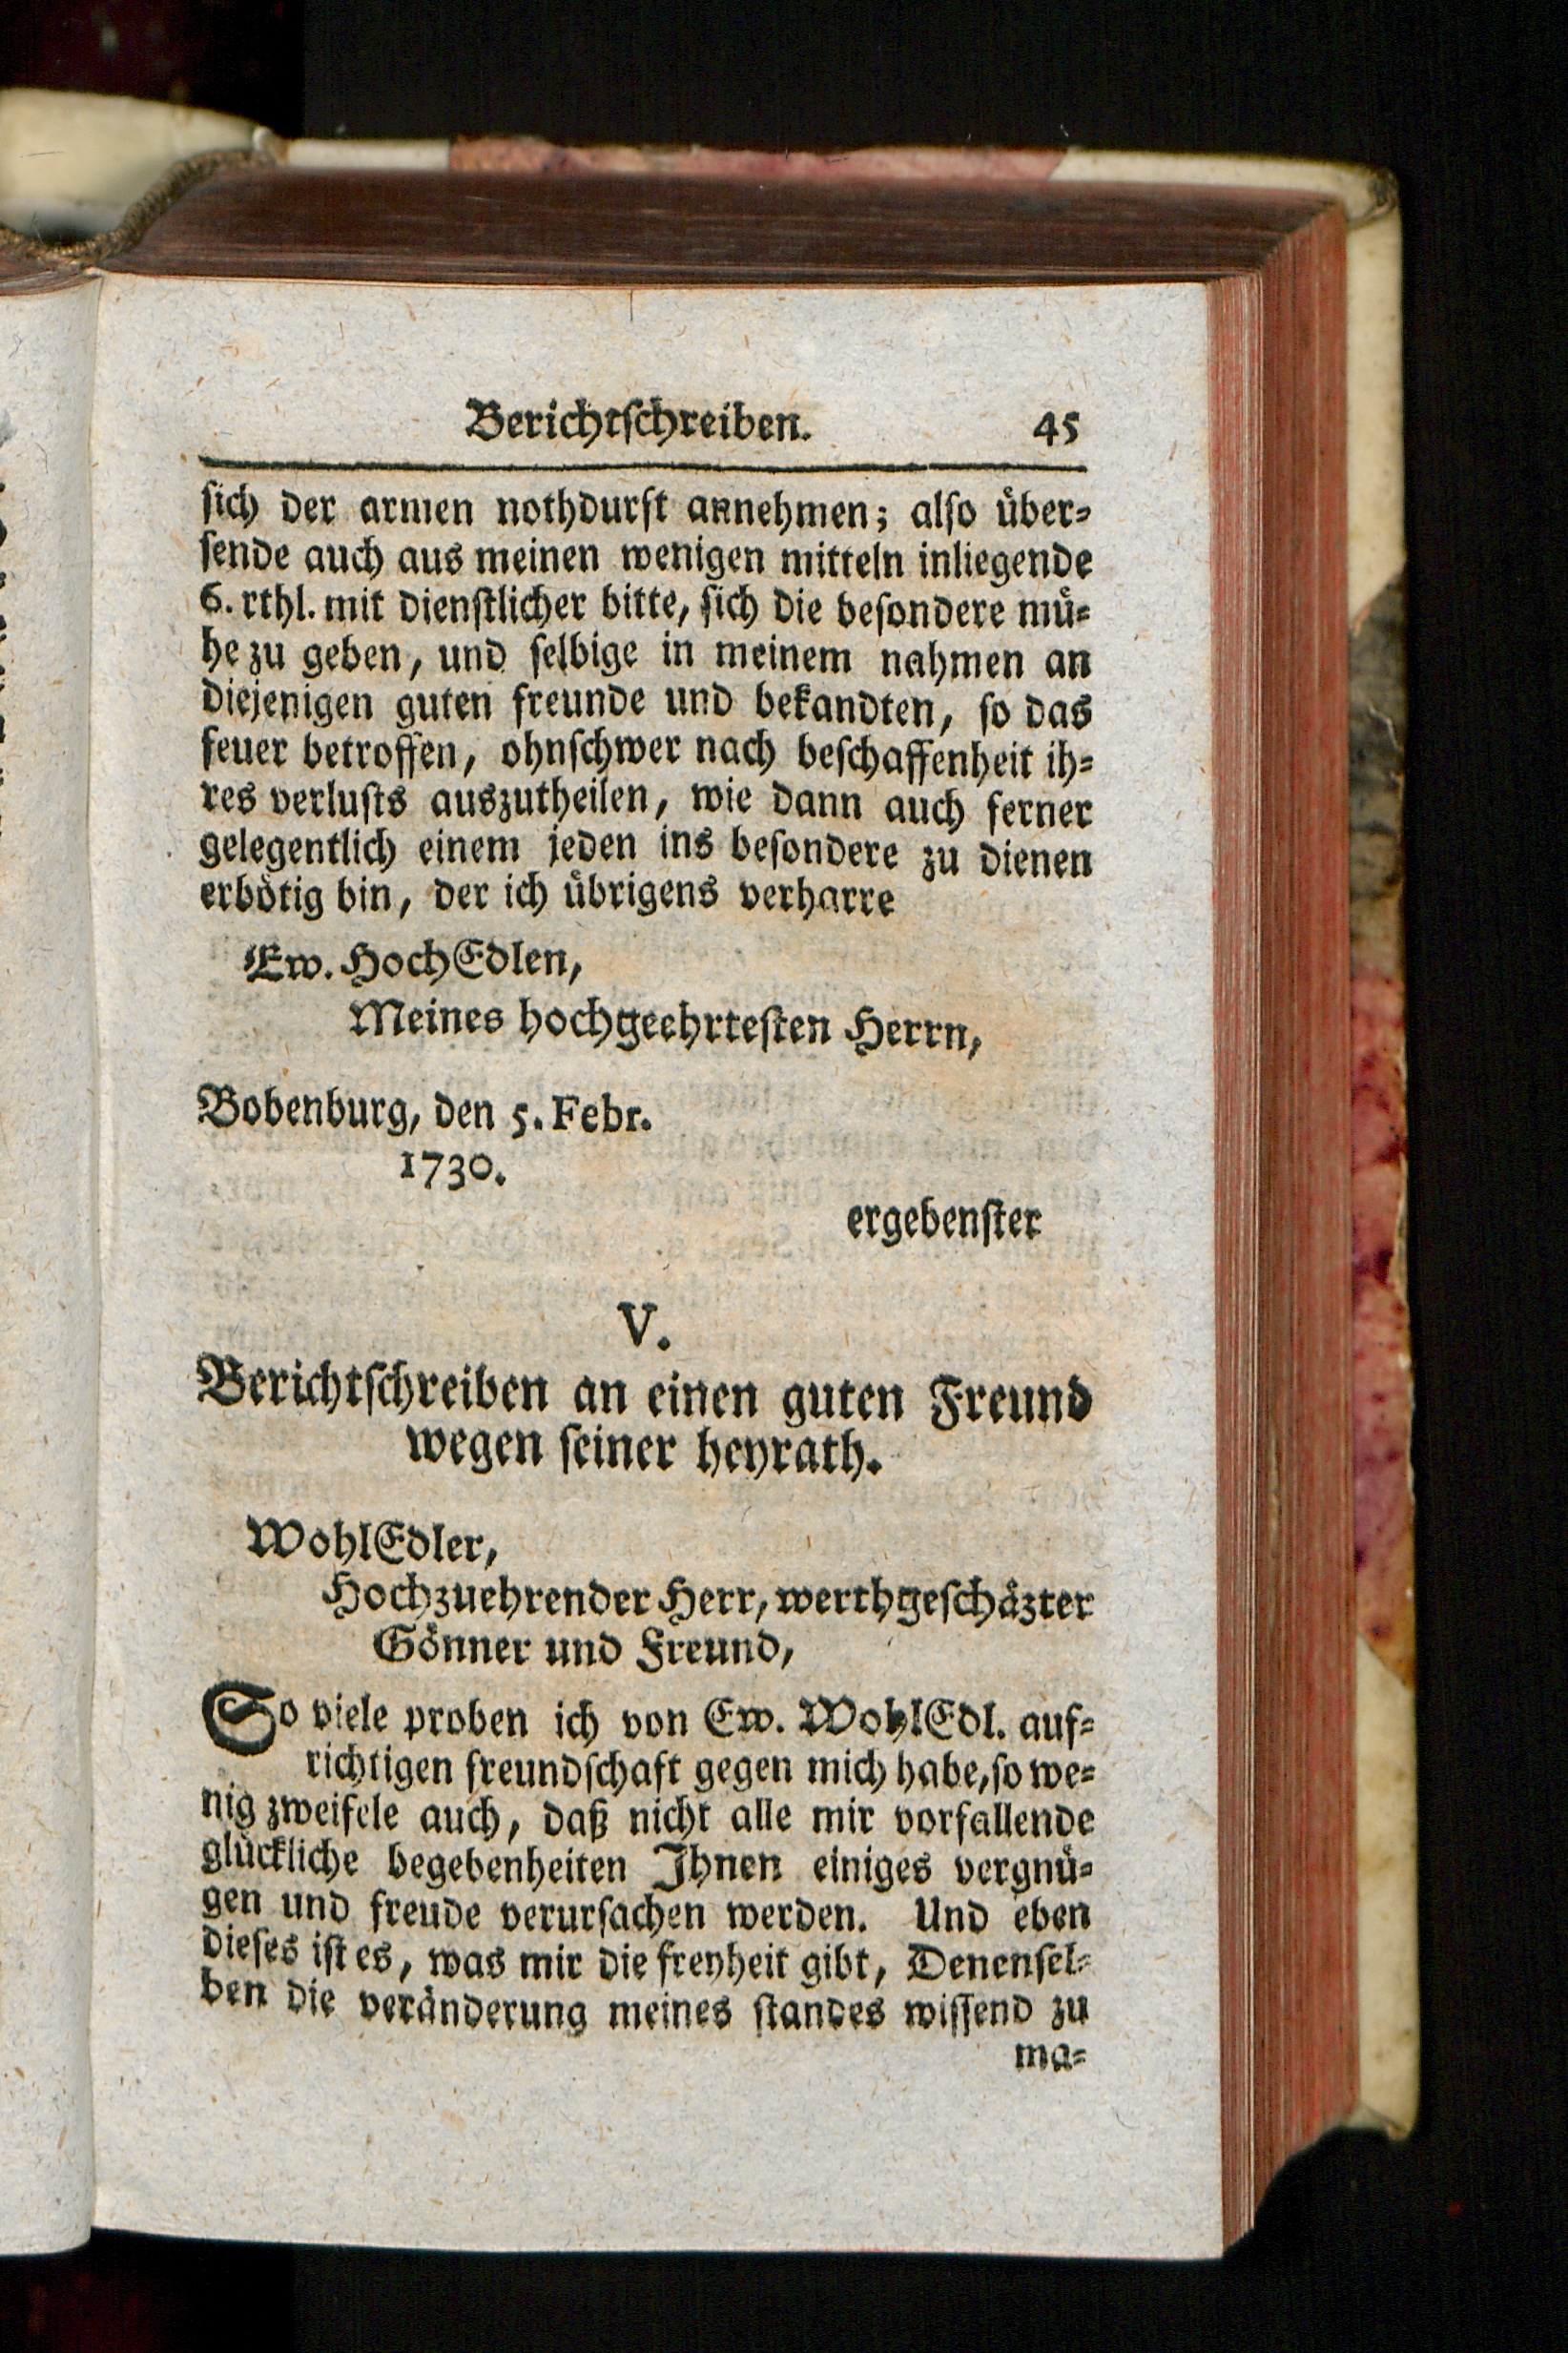 Berichtſchreiben. 45
ſich der armen nothdurft annehmen; alſo über⸗
ſende auch aus meinen wenigen mitteln inliegende
6. rthl. mit dienſtlicher bitte, ſich die beſondere mü⸗
he zu geben, und ſelbige in meinem nahmen an
diejenigen guten freunde und bekandten, ſo das
feuer betroffen, ohnſchwer nach beſchaffenheit ih⸗
res verluſts auszutheilen, wie dann auch ferner
gelegentlich einem jeden ins beſondere zu dienen
erbötig bin, der ich übrigens verharre
Ew. HochEdlen,
Meines hochgeehrteſten Herrn,
Bobenburg, den 5. Febr.
1730.
ergebenſter
V.
Berichtſchreiben an einen guten Freund
wegen ſeiner heyrath.
WohlEdler,
Hochzuehrender Herr, werthgeſchäzter
Gönner und Freund,
So viele proben ich von Ew. WohlEdl. auf⸗
richtigen freundſchaft gegen mich habe, ſo we⸗
nig zweifele auch, daß nicht alle mir vorfallende
glückliche begebenheiten Ihnen einiges vergnü⸗
gen und freude verurſachen werden. Und eben
dieſes iſt es, was mir die freyheit gibt, Denenſel⸗
ben die veränderung meines ſtandes wiſſend zu
ma⸗